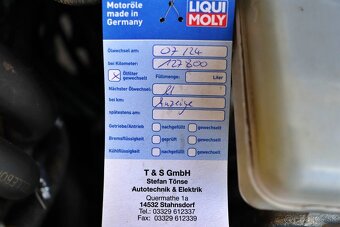 Motoröle
made in
Germany
LIQUI
MOLY
Ölwechsel am: 07/24
bei Kilometer: 127800
Ölfilter
gewechselt Füllmenge: Liter
Nächster Ölwechsel:
bei km: Anzeige
spätestens am:
Getriebe/Antrieb nachgefüllt gewechselt
Bremsflüssigkeit geprüft gewechselt
Kühlflüssigkeit nachgefüllt gewechselt
T & S GmbH
Stefan Tönse
Autotechnik & Elektrik
Quermathe 1a
14532 Stahnsdorf
Tel.: 03329 612337
Fax: 03329 612339